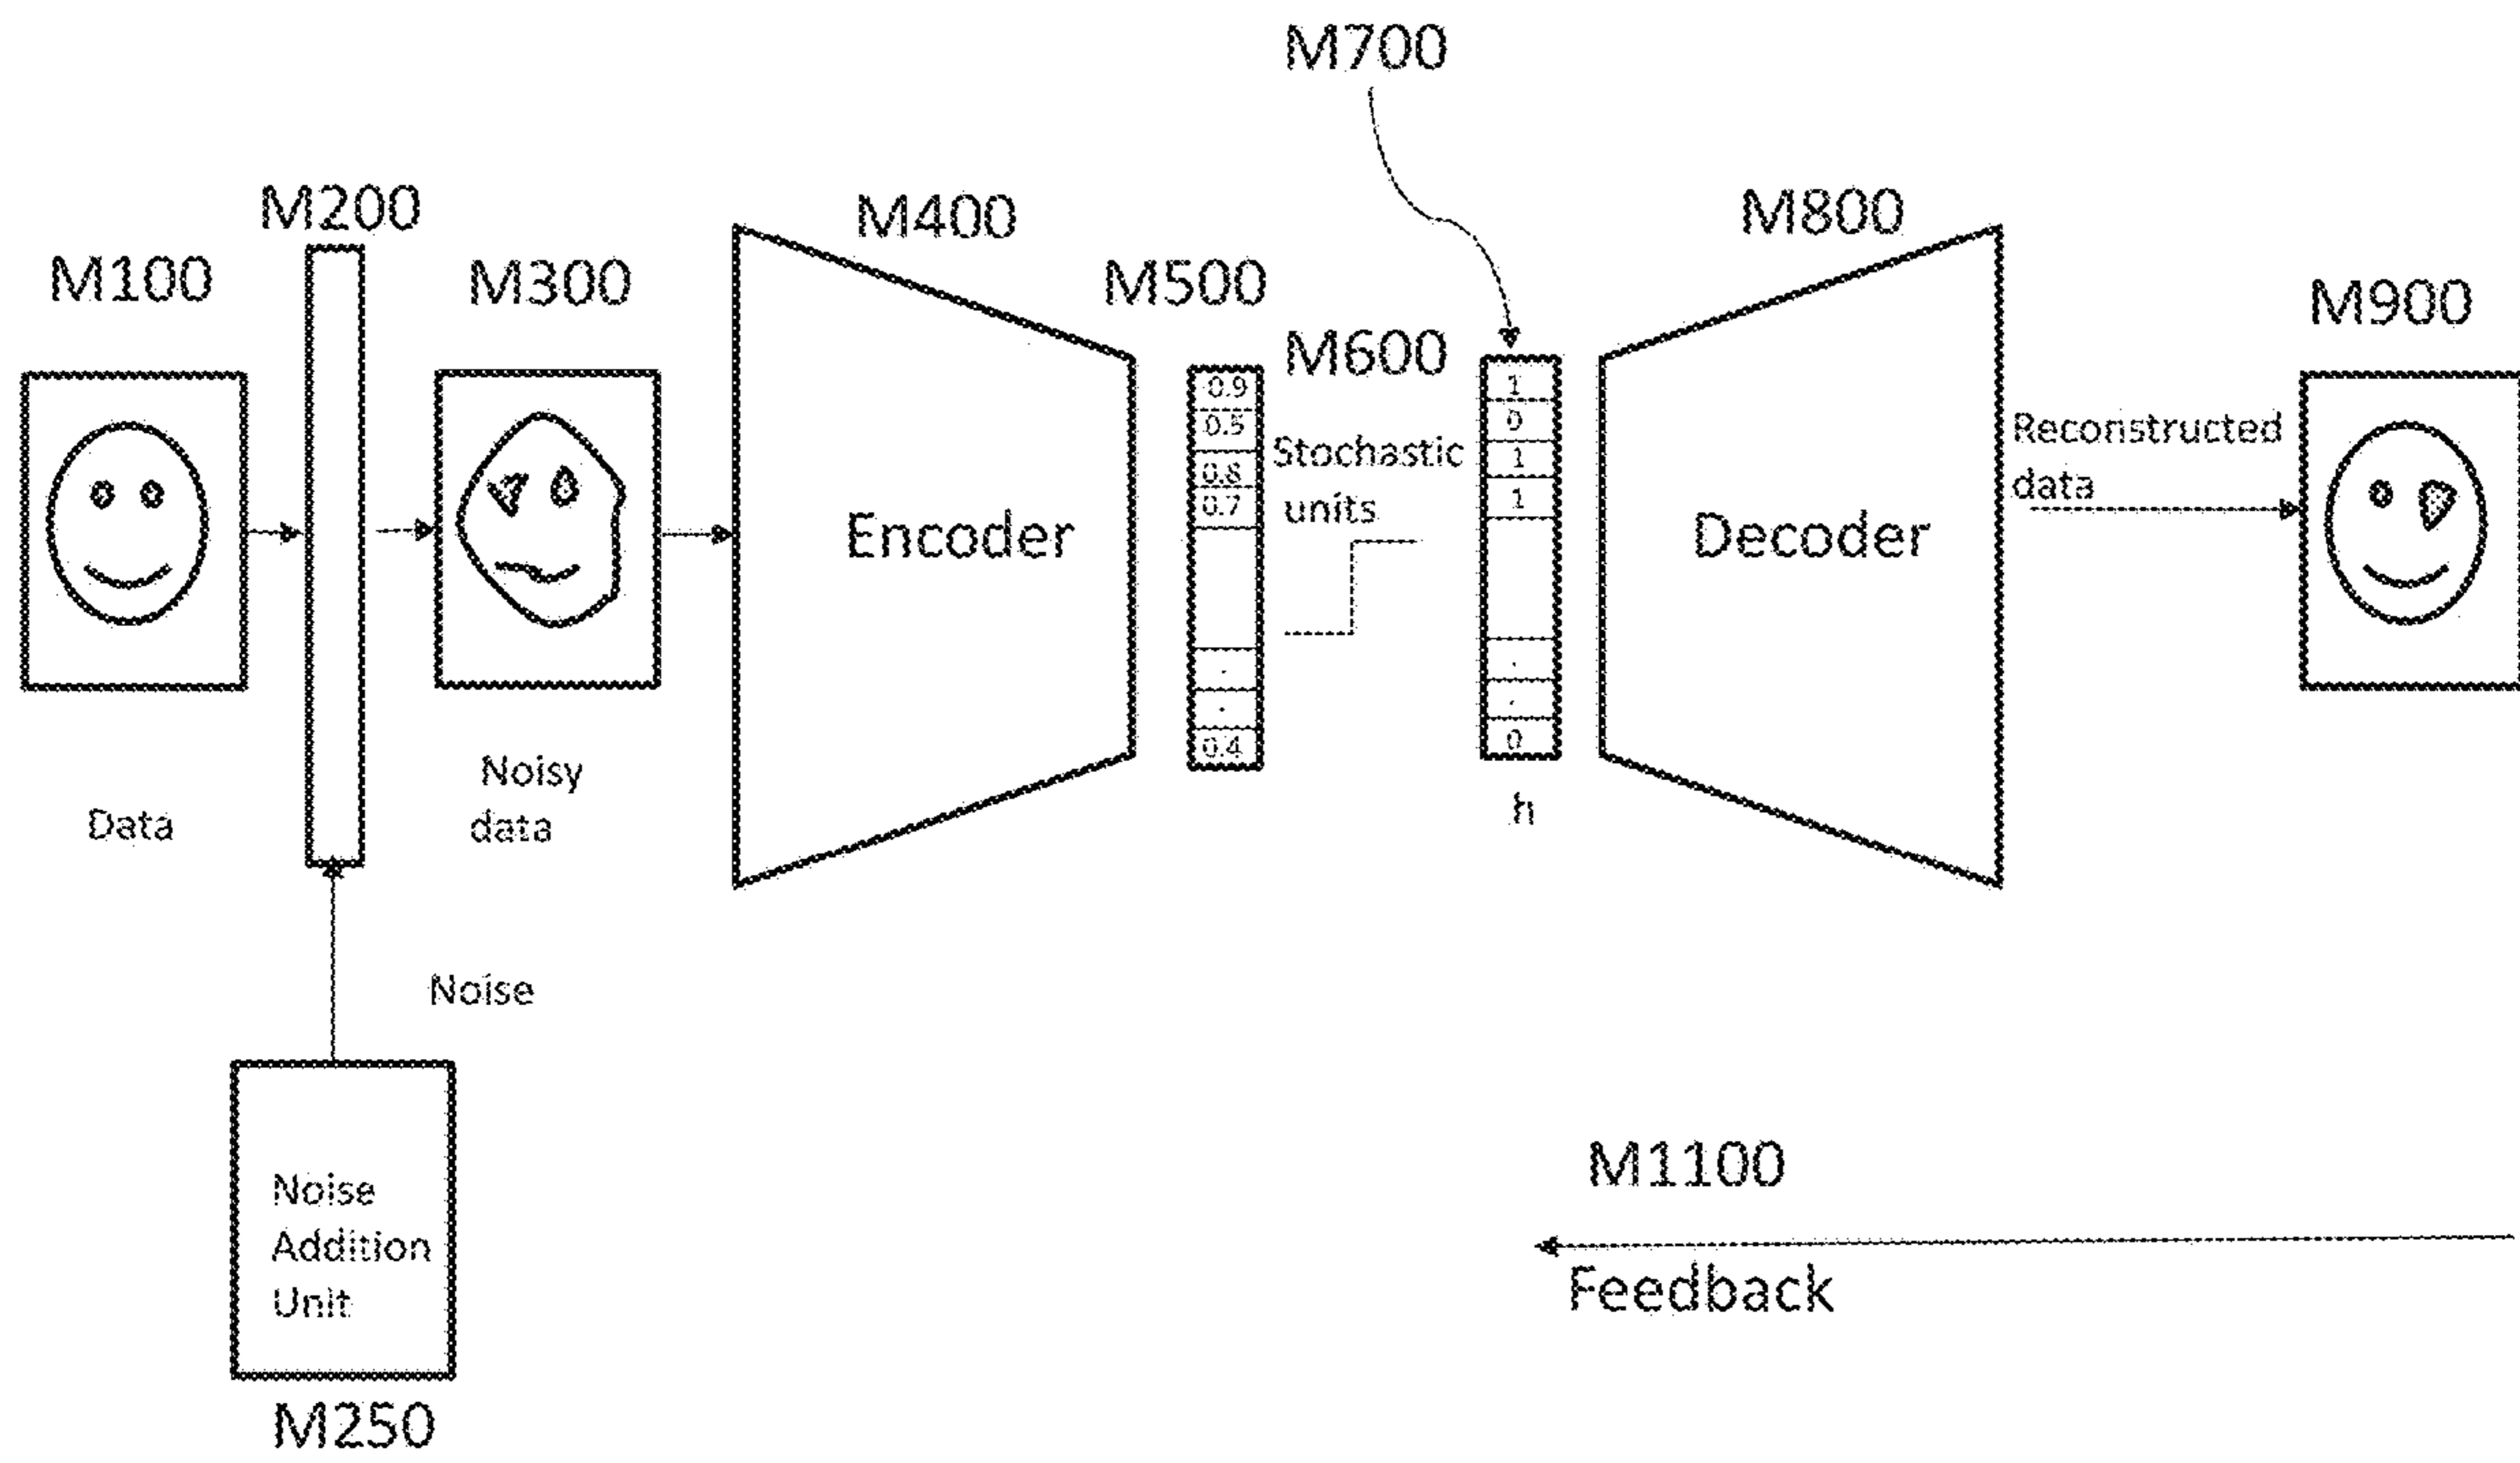 M700
M200
M400
M800
M100
M300
M500
M900
M600
0.9
0.5
0.8
0.7
.
.
0.4
Stochastic
units
1
0
1
1
.
.
0
h
Encoder
Decoder
Reconstructed
data
Data
Noisy
data
Noise
Noise
Addition
Unit
M250
M1100
Feedback